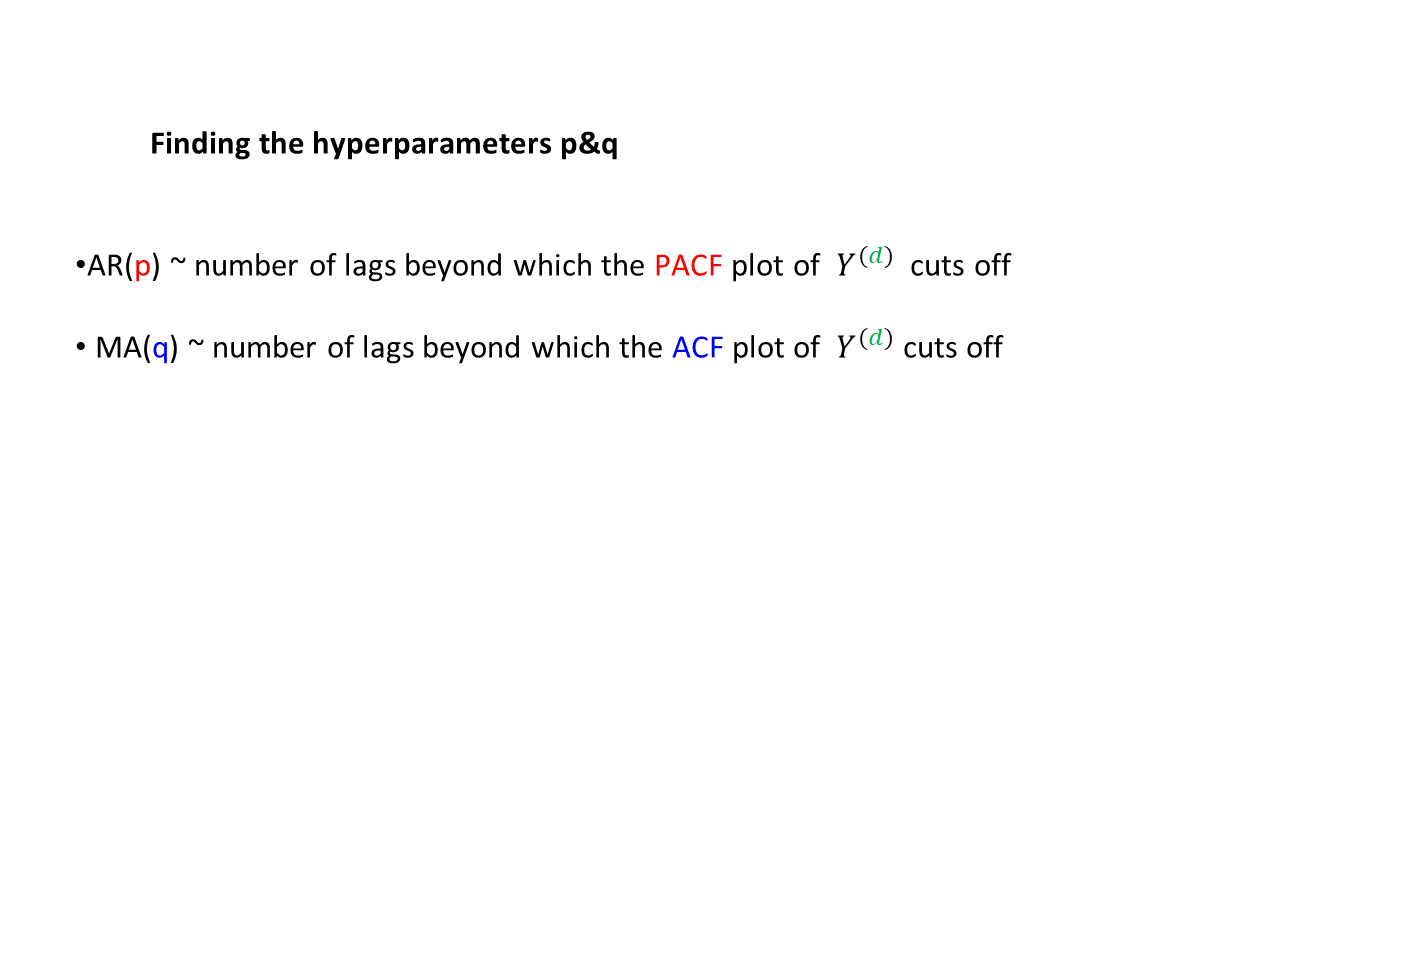 Finding the hyperparameters p&q
•AR(p) ~ number of lags beyond which the PACF plot of Y^(d) cuts off
• MA(q) ~ number of lags beyond which the ACF plot of Y^(d) cuts off